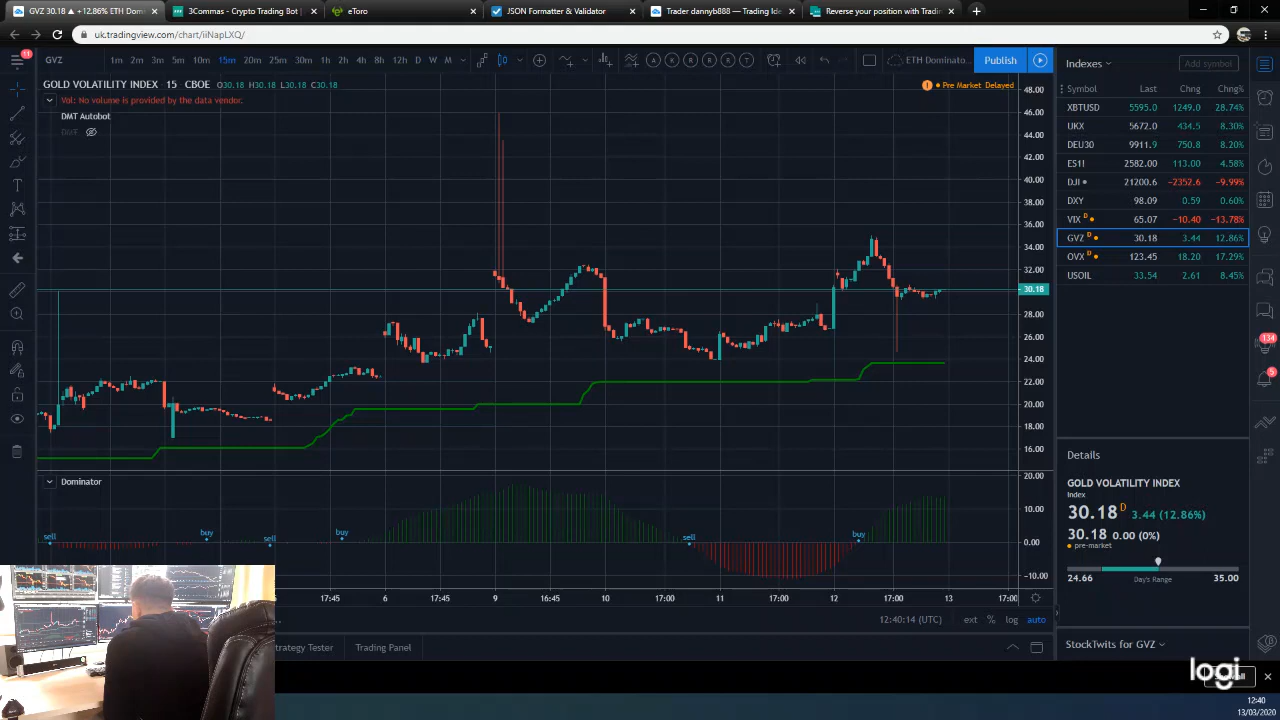 GVZ 30.18 ▲ +12.86% ETH Domin
3Commas - Crypto Trading Bot |
eToro
JSON Formatter & Validator
Trader dannyb888 — Trading Ide
Reverse your position with Tradin
uk.tradingview.com/chart/iiNapLXQ/
11
GVZ 1m 2m 3m 5m 10m 15m 21m 25m 30m 1h 2m 4h 8h 12h D W M
ETH Dominato... Publish
GOLD VOLATILITY INDEX · 15 CBOE O30.18 H30.18 L30.18 C30.18
Pre Market Delayed
Vol: No volume is provided by the data vendor.
DMT Autobot
DMT
48.00
46.00
44.00
42.00
40.00
38.00
36.00
34.00
32.00
30.18
28.00
26.00
24.00
22.00
20.00
18.00
16.00
Dominator
20.00
10.00
0.00
-10.00
sell buy sell buy sell buy
17:45 6 17:45 9 16:45 10 17:00 11 17:00 12 17:00 13 17:00
12:40:14 (UTC) ext % log auto
trategy Tester Trading Panel
Indexes Add symbol
Symbol Last Chng Chng%
XBTUSD 5595.0 1249.0 28.74%
UKX 5672.0 434.5 8.30%
DEU30 9911.9 750.8 8.20%
ES1! 2582.00 113.00 4.58%
DJI 21200.6 −2352.6 −9.99%
DXY 98.09 0.59 0.60%
VIX D 65.07 −10.40 −13.78%
GVZ D 30.18 3.44 12.86%
OVX D 123.45 18.20 17.29%
USOIL 33.54 2.61 8.45%
134
5
Details
GOLD VOLATILITY INDEX
Index
30.18 D 3.44 (12.86%)
30.18 0.00 (0%)
pre-market
24.66 Day's Range 35.00
StockTwits for GVZ
logi
12:40
13/03/2020